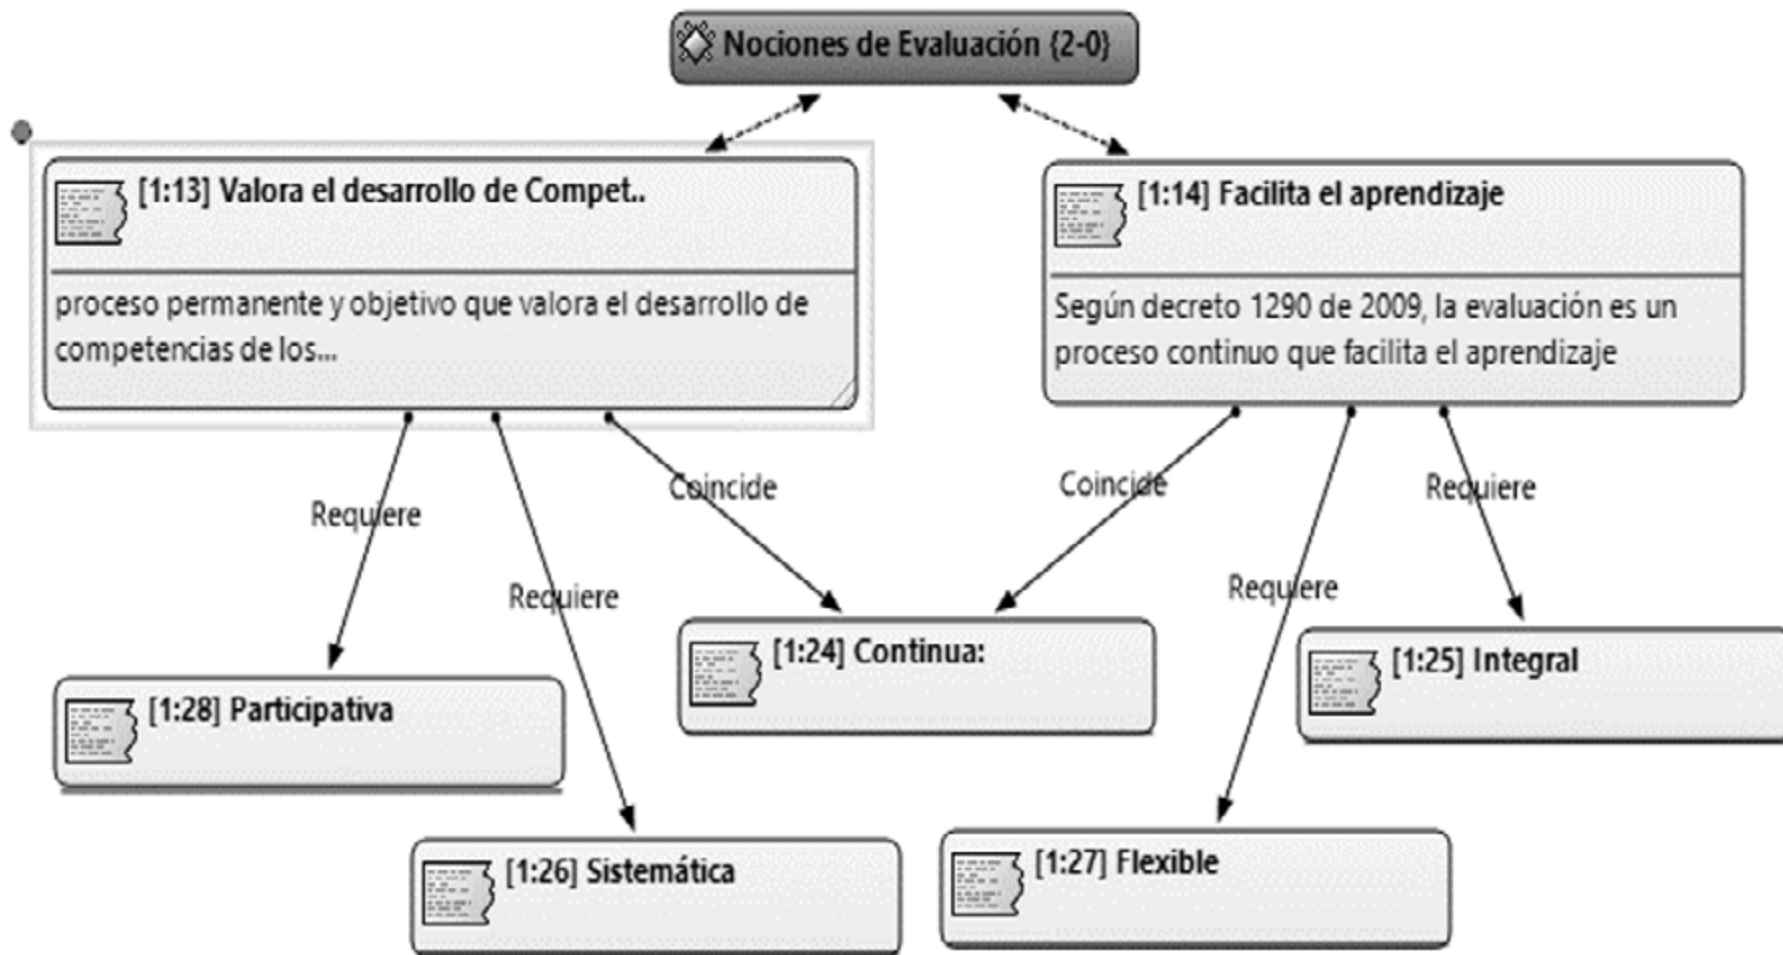 Nociones de Evaluación {2-0}
[1:13] Valora el desarrollo de Compet..
proceso permanente y objetivo que valora el desarrollo de
competencias de los...
[1:14] Facilita el aprendizaje
Según decreto 1290 de 2009, la evaluación es un
proceso continuo que facilita el aprendizaje
Requiere
Requiere
Coincide
Coincide
Requiere
Requiere
[1:28] Participativa
[1:26] Sistemática
[1:24] Continua:
[1:27] Flexible
[1:25] Integral